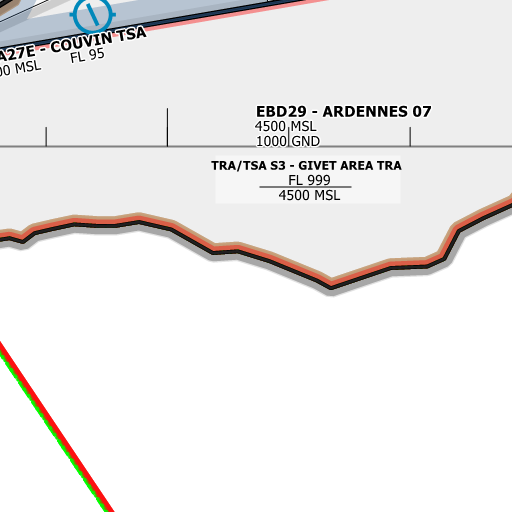 A27E - COUVIN TSA
FL 95
00 MSL
EBD29 - ARDENNES 07
4500 MSL
1000 GND
TRA/TSA S3 - GIVET AREA TRA
FL 999
4500 MSL